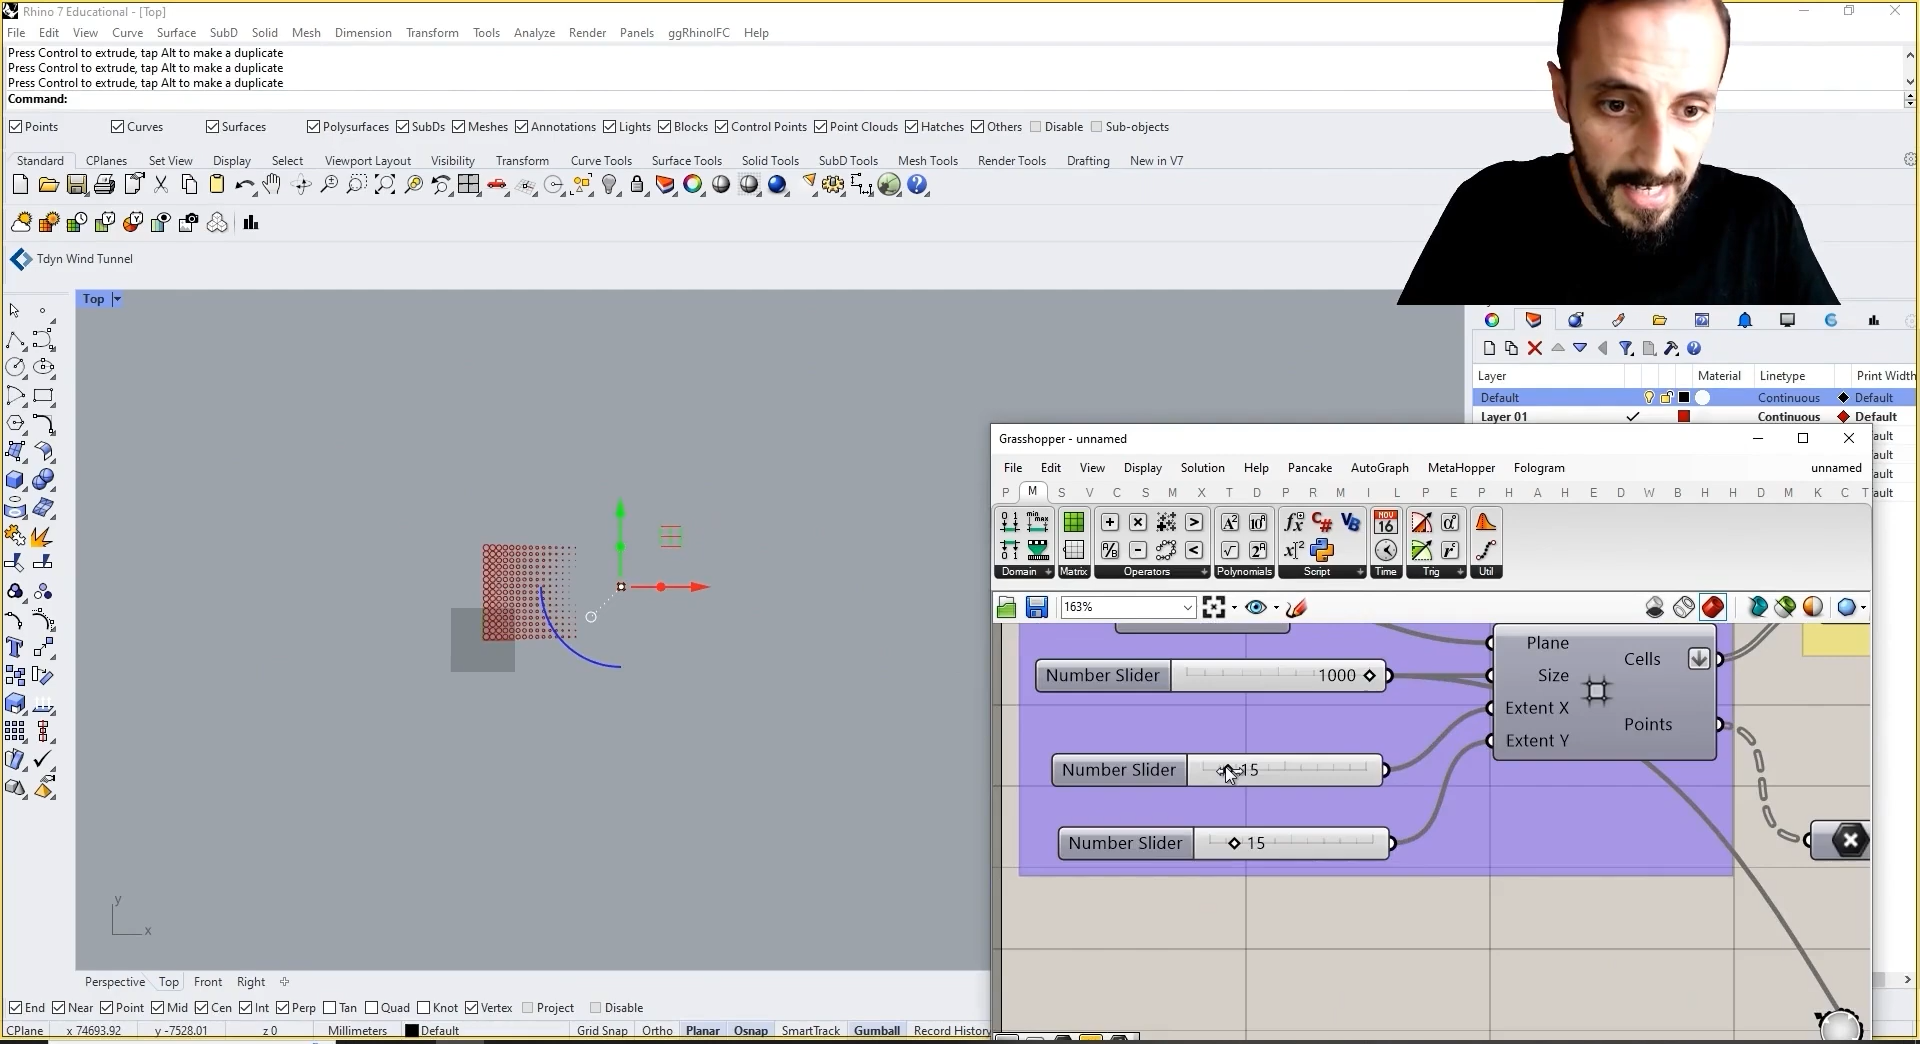 Rhino 7 Educational - [Top]
File Edit View Curve Surface SubD Solid Mesh Dimension Transform Tools Analyze Render Panels ggRhinoIFC Help
Press Control to extrude, tap Alt to make a duplicate
Press Control to extrude, tap Alt to make a duplicate
Press Control to extrude, tap Alt to make a duplicate
Command:
Points Curves Surfaces Polysurfaces SubDs Meshes Annotations Lights Blocks Control Points Point Clouds Hatches Others Disable Sub-objects
Standard CPlanes Set View Display Select Viewport Layout Visibility Transform Curve Tools Surface Tools Solid Tools SubD Tools Mesh Tools Render Tools Drafting New in V7
Tdyn Wind Tunnel
Top
Layer Material Linetype Print Width
Default Continuous Default
Layer 01 Continuous Default
ault
ault
ault
ault
Grasshopper - unnamed
File Edit View Display Solution Help Pancake AutoGraph MetaHopper Fologram unnamed
P M S V C S M X T D P R M I L P E P H A H E D W B H H D M K C T
Domain Matrix Operators Polynomials Script Time Trig Util
163%
Plane
Cells
Number Slider 1000 Size
Extent X
Points
Extent Y
Number Slider 15
Number Slider 15
y
x
Perspective Top Front Right
End Near Point Mid Cen Int Perp Tan Quad Knot Vertex Project Disable
CPlane x 74693.92 y -7528.01 z 0 Millimeters Default Grid Snap Ortho Planar Osnap SmartTrack Gumball Record History